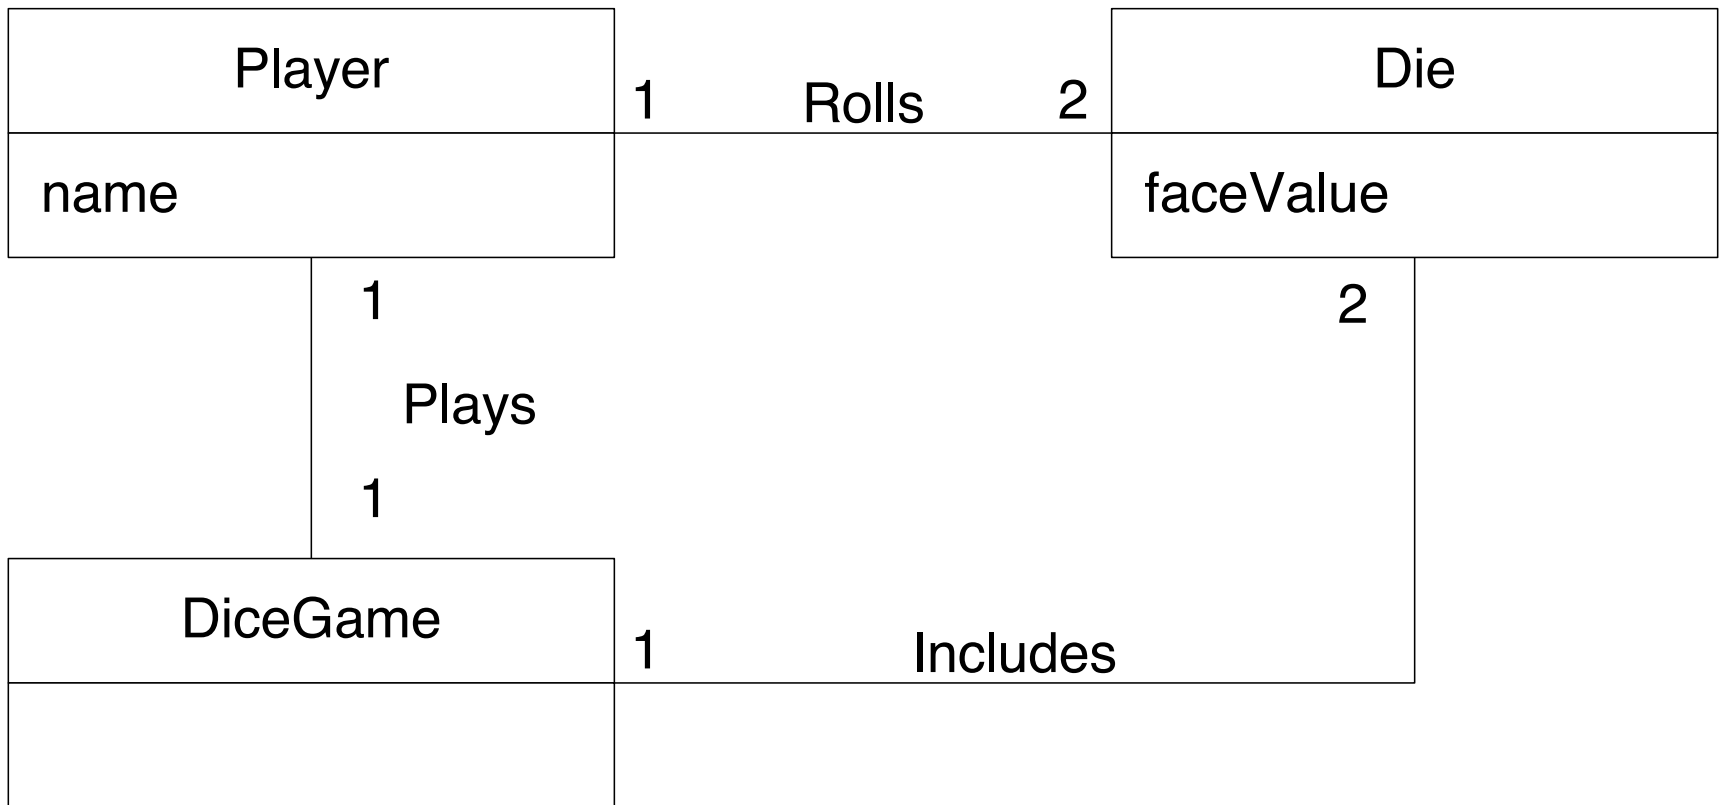 Player
1
Rolls
2
Die
name
faceValue
1
2
Plays
1
DiceGame
1
Includes